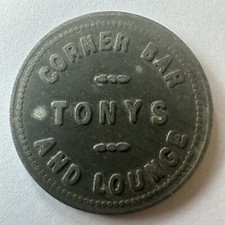 CORNER BAR
TONYS
AND LOUNGE